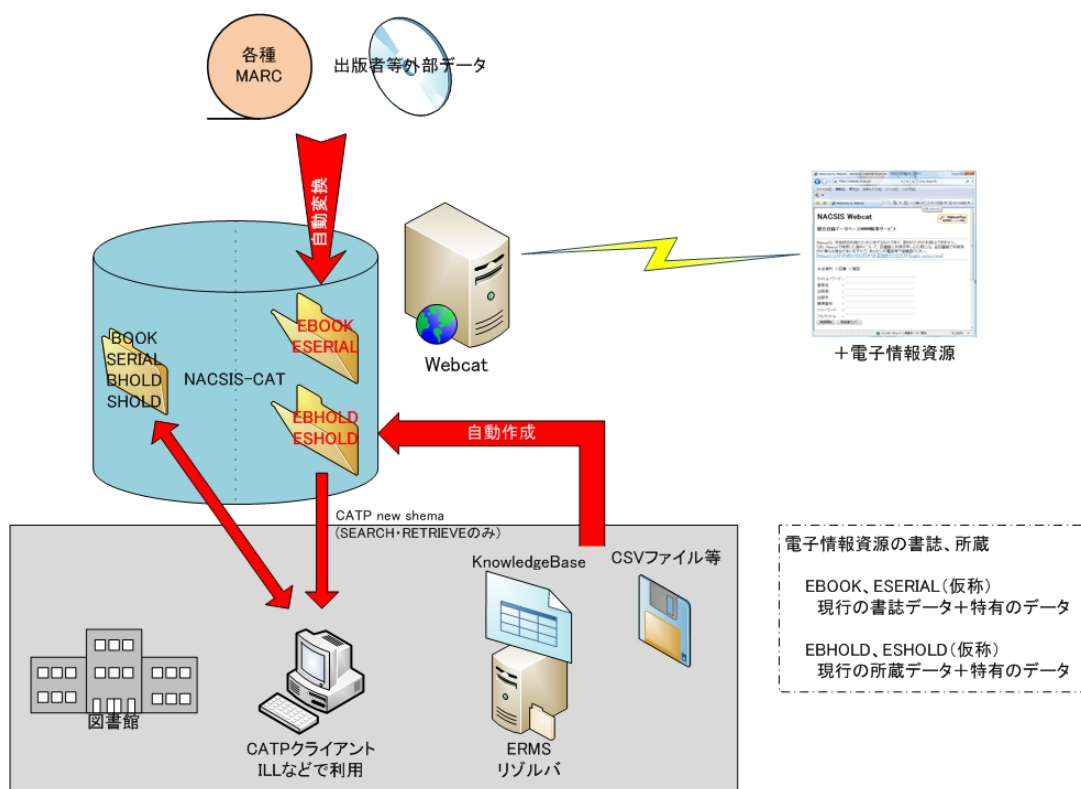 各種
MARC
出版者等外部データ
自動変換
BOOK
SERIAL
BHOLD
SHOLD
NACSIS-CAT
EBOOK
ESERIAL
EBHOLD
ESHOLD
Webcat
NACSIS Webcat
+電子情報資源
自動作成
CATP new shema
(SEARCH・RETRIEVEのみ)
KnowledgeBase
CSVファイル等
図書館
CATPクライアント
ILLなどで利用
ERMS
リゾルバ
電子情報資源の書誌、所蔵
EBOOK、ESERIAL(仮称)
現行の書誌データ+特有のデータ
EBHOLD、ESHOLD(仮称)
現行の所蔵データ+特有のデータ